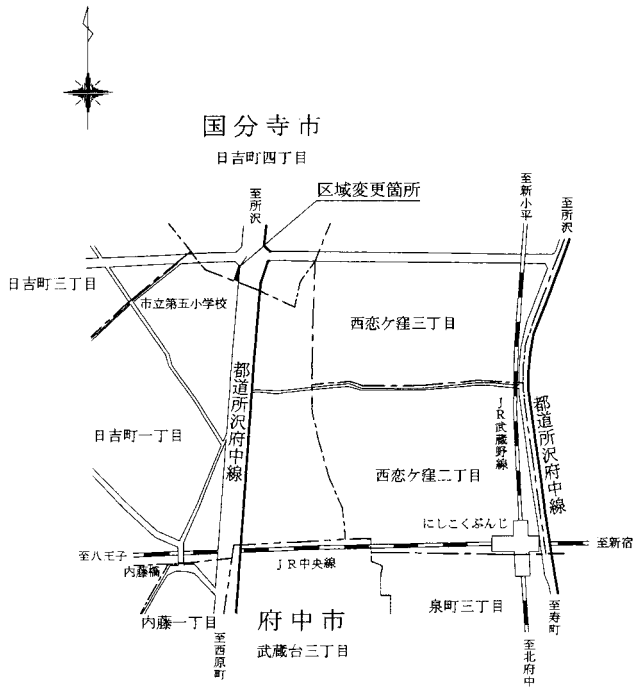 国分寺市
日吉町四丁目
区域変更箇所
至所沢
至新小平
至所沢
日吉町三丁目
市立第五小学校
西恋ケ窪三丁目
都道所沢府中線
JR武蔵野線
都道所沢府中線
日吉町一丁目
西恋ケ窪二丁目
にしこくぶんじ
至八王子
至新宿
内藤橋
JR中央線
内藤一丁目
府中市
泉町三丁目
至西原町
武蔵台三丁目
至北府中
至寿町